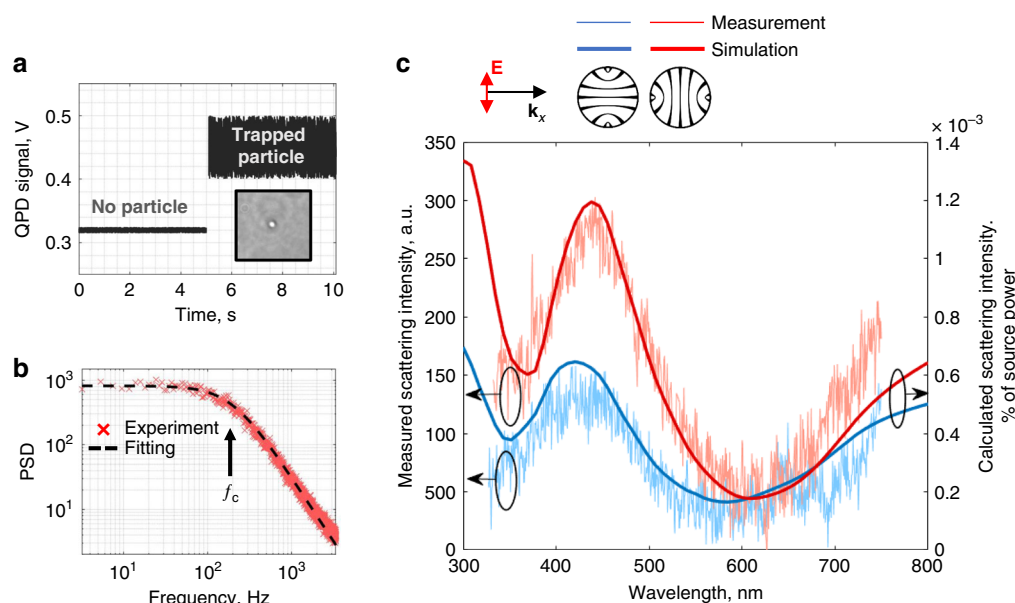 a
QPD signal, V
0.5
0.4
0.3
Trapped
particle
No particle
0 2 4 6 8 10
Time, s
b
PSD
10³
10²
10¹
Experiment
Fitting
f_c
10¹ 10² 10³
Frequency, Hz
c
Measurement
Simulation
E
k_x
× 10⁻³
Measured scattering intensity, a.u.
350
300
250
200
150
100
500
0
Calculated scattering intensity.
% of source power
1.4
1.2
1
0.8
0.6
0.4
0.2
0
300 400 500 600 700 800
Wavelength, nm